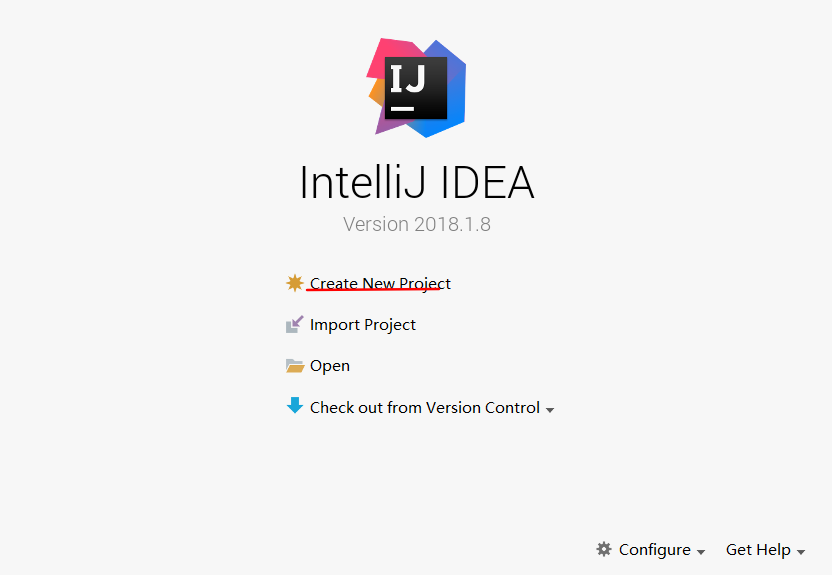 IJ
IntelliJ IDEA
Version 2018.1.8
Create New Project
Import Project
Open
Check out from Version Control
Configure
Get Help